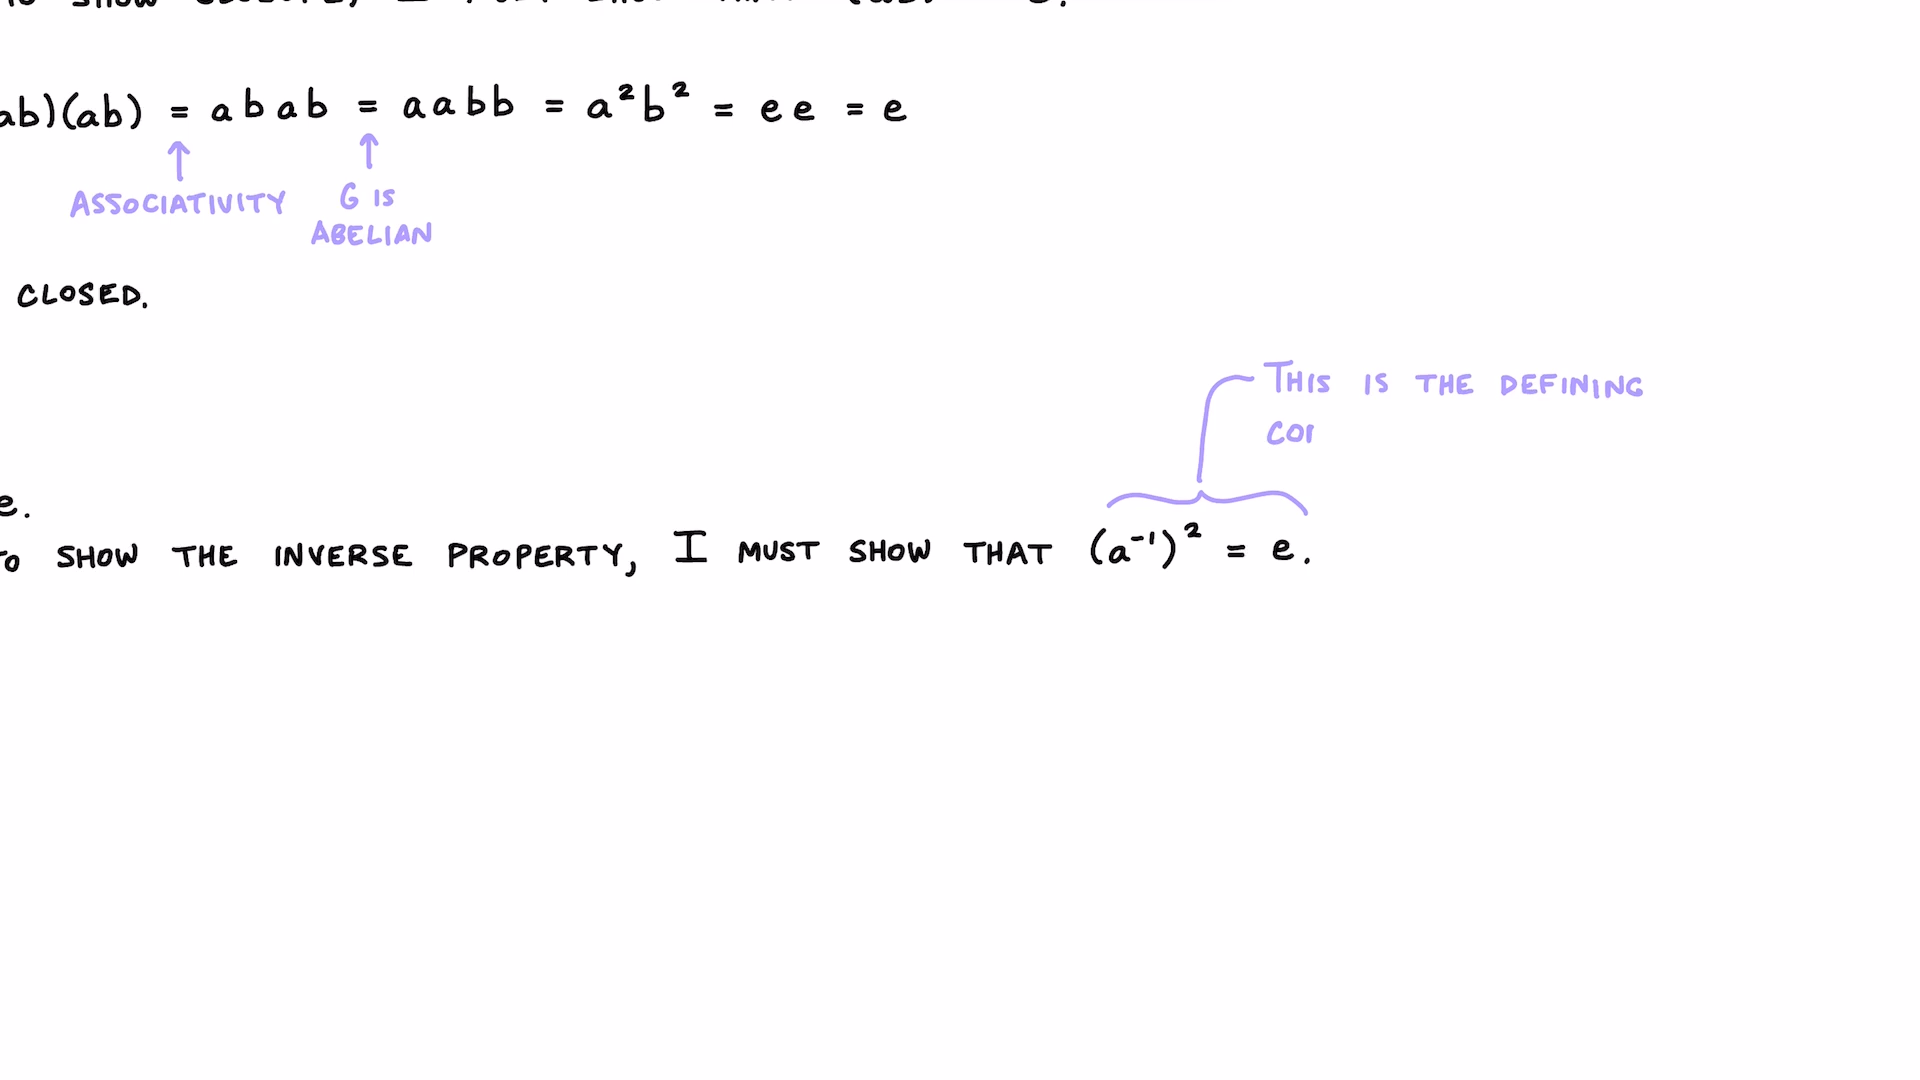 ab)(ab) = abab = aabb = a²b² = ee = e
ASSOCIATIVITY
G IS
ABELIAN
CLOSED.
THIS IS THE DEFINING
e.
TO SHOW THE INVERSE PROPERTY, I MUST SHOW THAT (a⁻¹)² = e.